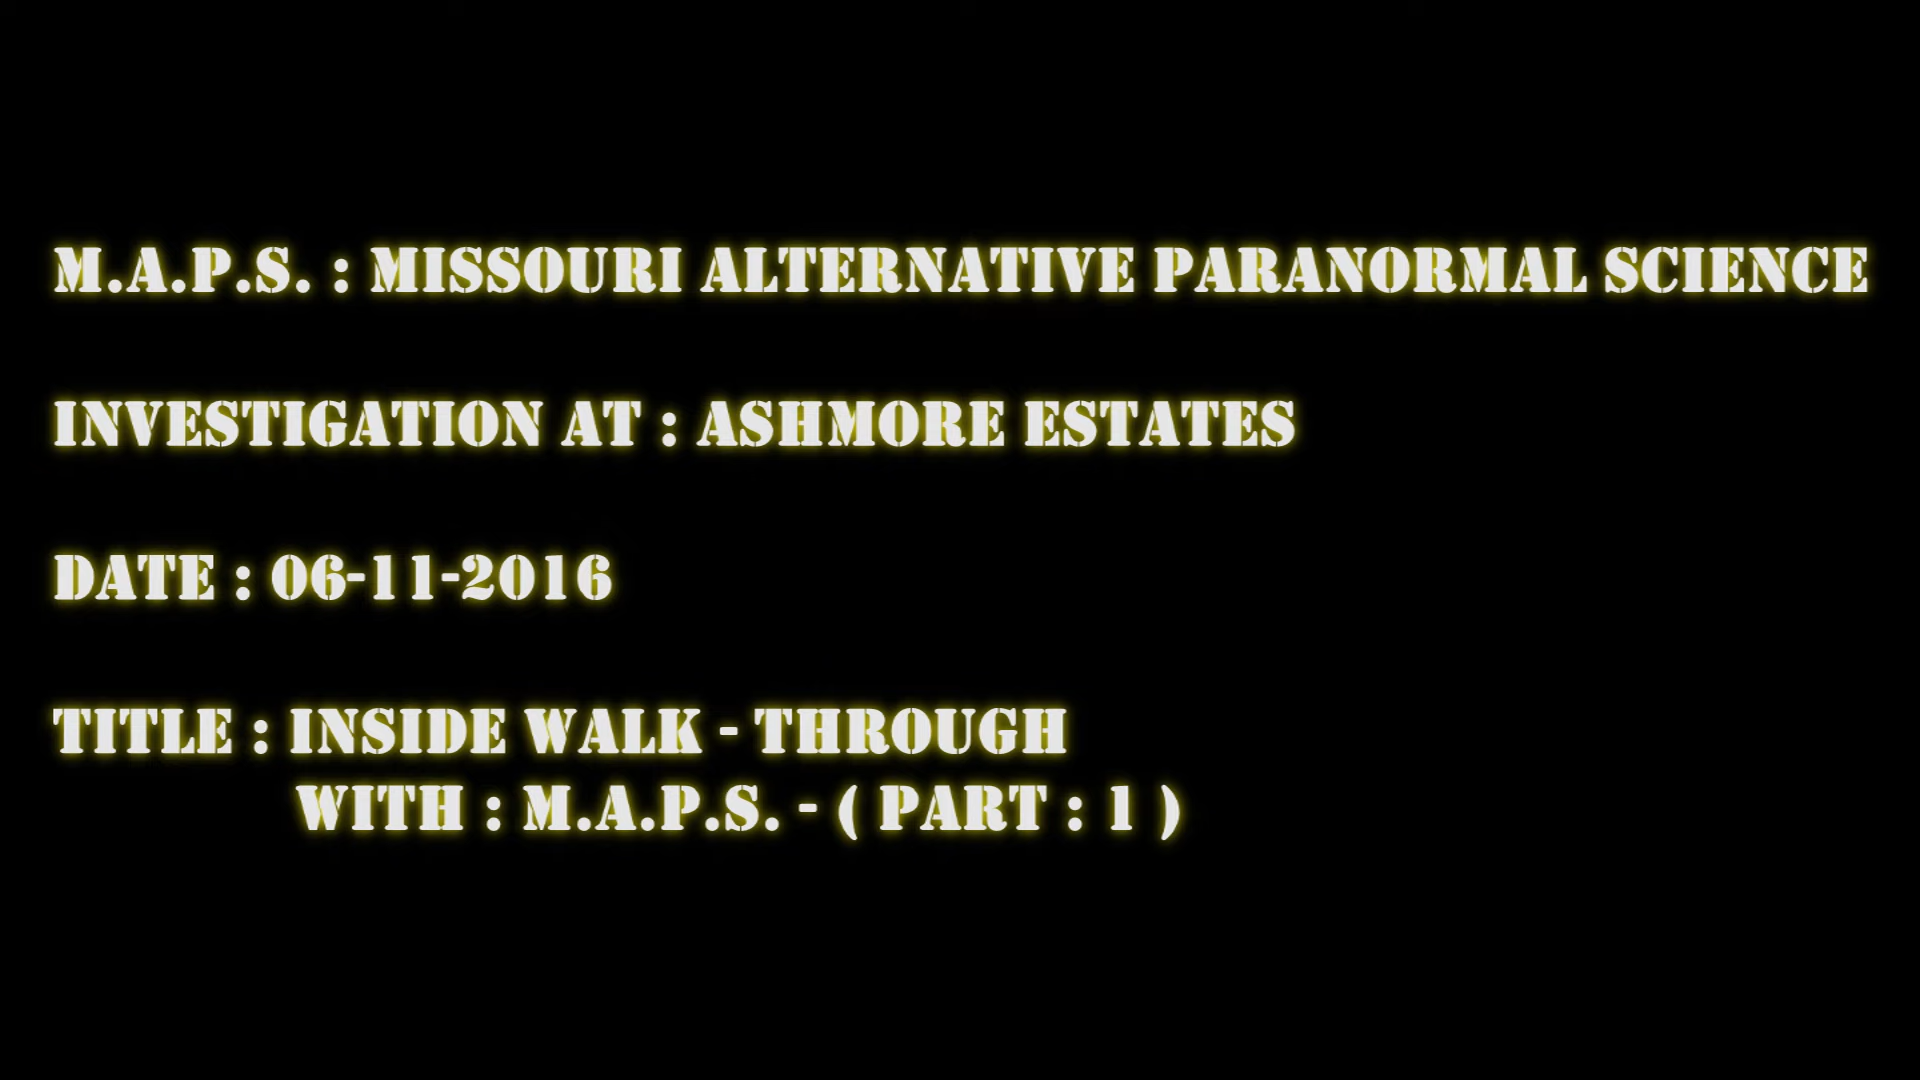 M.A.P.S. : MISSOURI ALTERNATIVE PARANORMAL SCIENCE
INVESTIGATION AT : ASHMORE ESTATES
DATE : 06-11-2016
TITLE : INSIDE WALK - THROUGH
WITH : M.A.P.S. - ( PART : 1 )